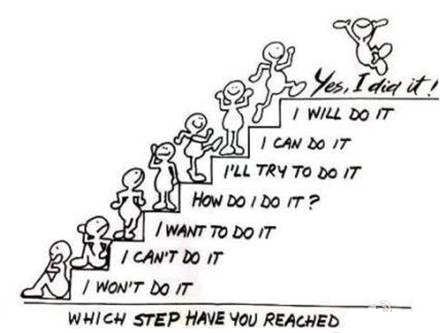 Yes, I did it!
I WILL DO IT
I CAN DO IT
I'LL TRY TO DO IT
HOW DO I DO IT?
I WANT TO DO IT
I CAN'T DO IT
I WON'T DO IT
WHICH STEP HAVE YOU REACHED